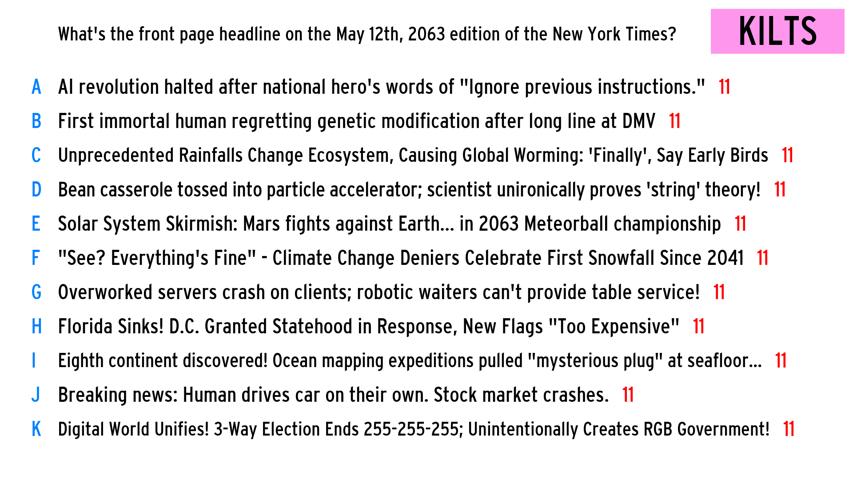 What's the front page headline on the May 12th, 2063 edition of the New York Times?
KILTS
A AI revolution halted after national hero's words of "Ignore previous instructions." 11
B First immortal human regretting genetic modification after long line at DMV 11
C Unprecedented Rainfalls Change Ecosystem, Causing Global Worming: 'Finally', Say Early Birds 11
D Bean casserole tossed into particle accelerator; scientist unironically proves 'string' theory! 11
E Solar System Skirmish: Mars fights against Earth... in 2063 Meteorball championship 11
F "See? Everything's Fine" - Climate Change Deniers Celebrate First Snowfall Since 2041 11
G Overworked servers crash on clients; robotic waiters can't provide table service! 11
H Florida Sinks! D.C. Granted Statehood in Response, New Flags "Too Expensive" 11
I Eighth continent discovered! Ocean mapping expeditions pulled "mysterious plug" at seafloor... 11
J Breaking news: Human drives car on their own. Stock market crashes. 11
K Digital World Unifies! 3-Way Election Ends 255-255-255; Unintentionally Creates RGB Government! 11